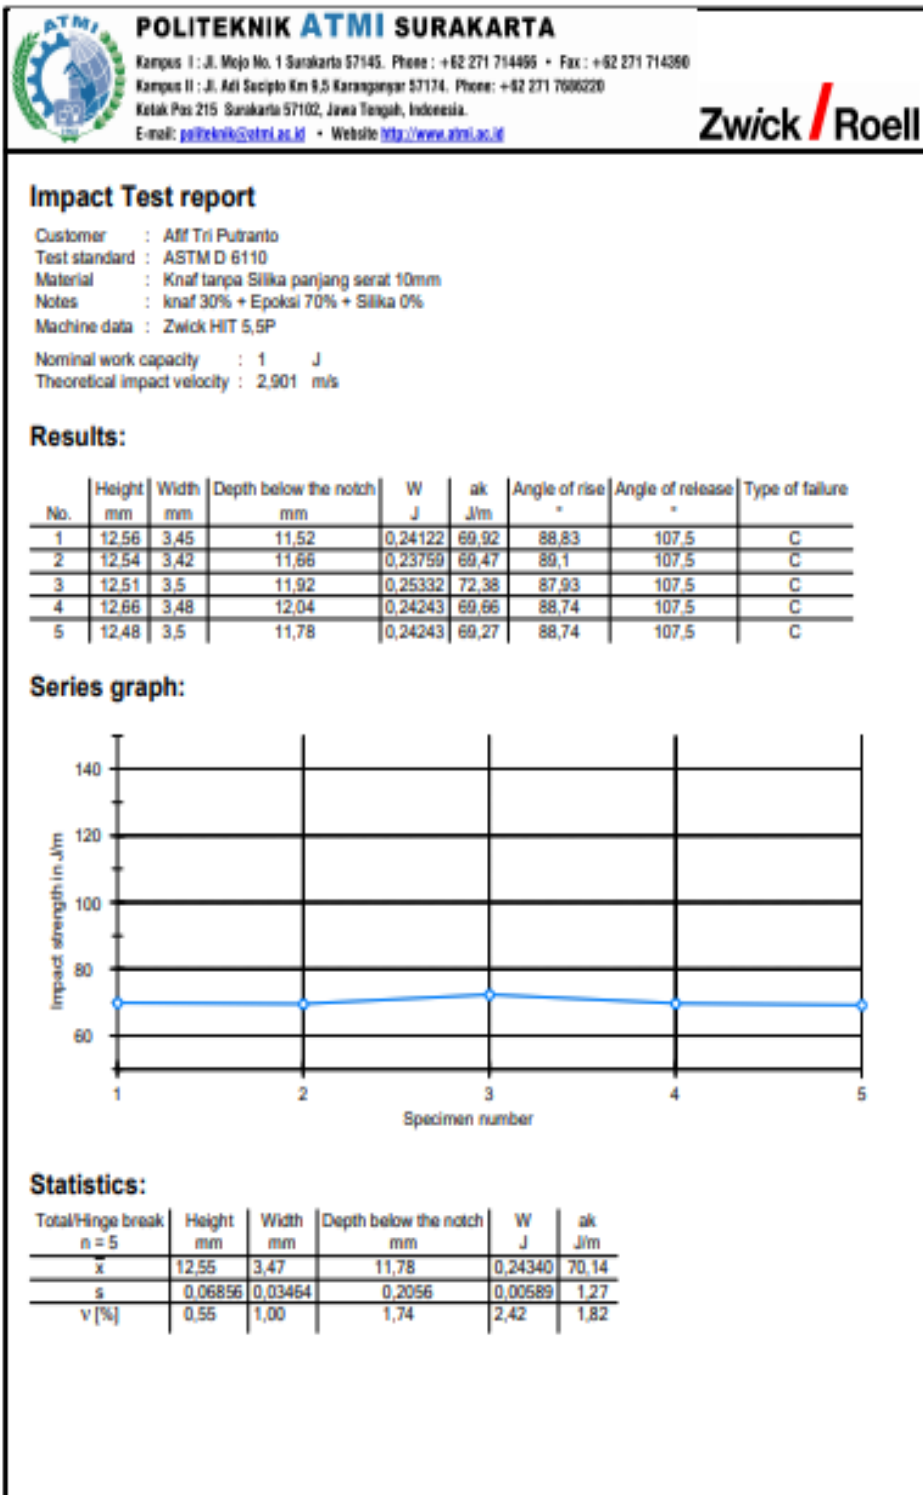 ATMI
POLITEKNIK ATMI SURAKARTA
Kampus I : Jl. Mojo No. 1 Surakarta 57145. Phone : +62 271 714466 • Fax : +62 271 714390
Kampus II : Jl. Adi Sucipto Km 9,5 Karanganyar 57174. Phone: +62 271 7686220
Kotak Pos 215 Surakarta 57102, Jawa Tengah, Indonesia.
E-mail: politeknik@atmi.ac.id • Website http://www.atmi.ac.id
Zwick / Roell
Impact Test report
Customer : Afif Tri Putranto
Test standard : ASTM D 6110
Material : Knaf tanpa Silika panjang serat 10mm
Notes : knaf 30% + Epoksi 70% + Silika 0%
Machine data : Zwick HIT 5,5P
Nominal work capacity : 1 J
Theoretical impact velocity : 2,901 m/s
Results:
Height Width Depth below the notch W ak Angle of rise Angle of release Type of failure
No. mm mm mm J J/m ° °
1 12,56 3,45 11,52 0,24122 69,92 88,83 107,5 C
2 12,54 3,42 11,66 0,23759 69,47 89,1 107,5 C
3 12,51 3,5 11,92 0,25332 72,38 87,93 107,5 C
4 12,66 3,48 12,04 0,24243 69,66 88,74 107,5 C
5 12,48 3,5 11,78 0,24243 69,27 88,74 107,5 C
Series graph:
140
120
100
80
60
Impact strength in J/m
1 2 3 4 5
Specimen number
Statistics:
Total/Hinge break Height Width Depth below the notch W ak
n = 5 mm mm mm J J/m
x̄ 12,55 3,47 11,78 0,24340 70,14
s 0,06856 0,03464 0,2056 0,00589 1,27
ν [%] 0,55 1,00 1,74 2,42 1,82